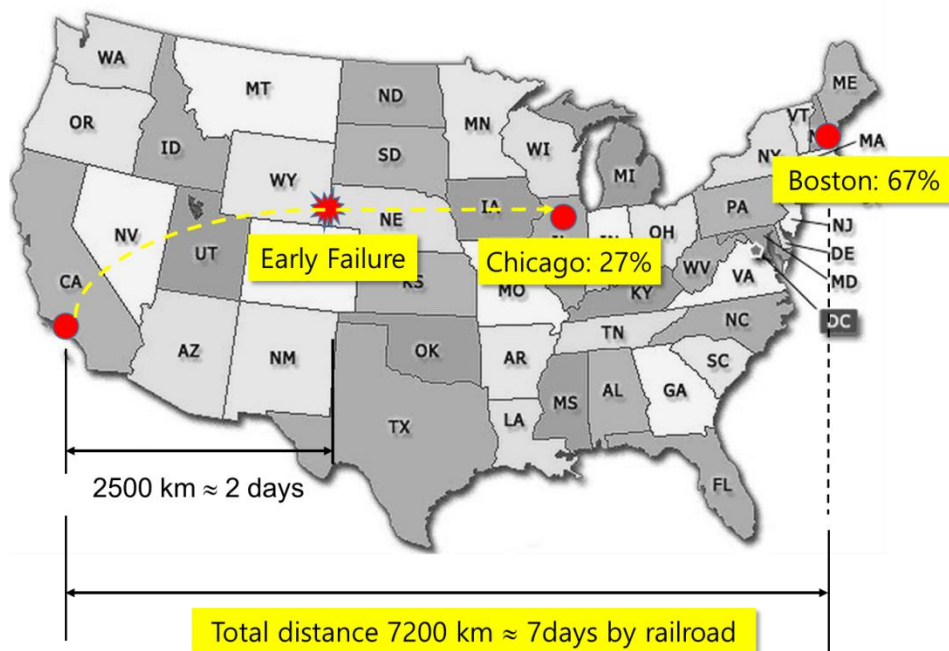 WA
MT
ND
MN
ME
VT
OR
ID
SD
WI
NY
MA
MI
WY
Boston: 67%
IA
NE
PA
NJ
NV
UT
Early Failure
OH
DE
Chicago: 27%
WV
VA
MD
CA
KS
MO
KY
DC
NC
TN
AZ
NM
OK
AR
SC
MS
AL
GA
TX
LA
FL
2500 km ≈ 2 days
Total distance 7200 km ≈ 7days by railroad